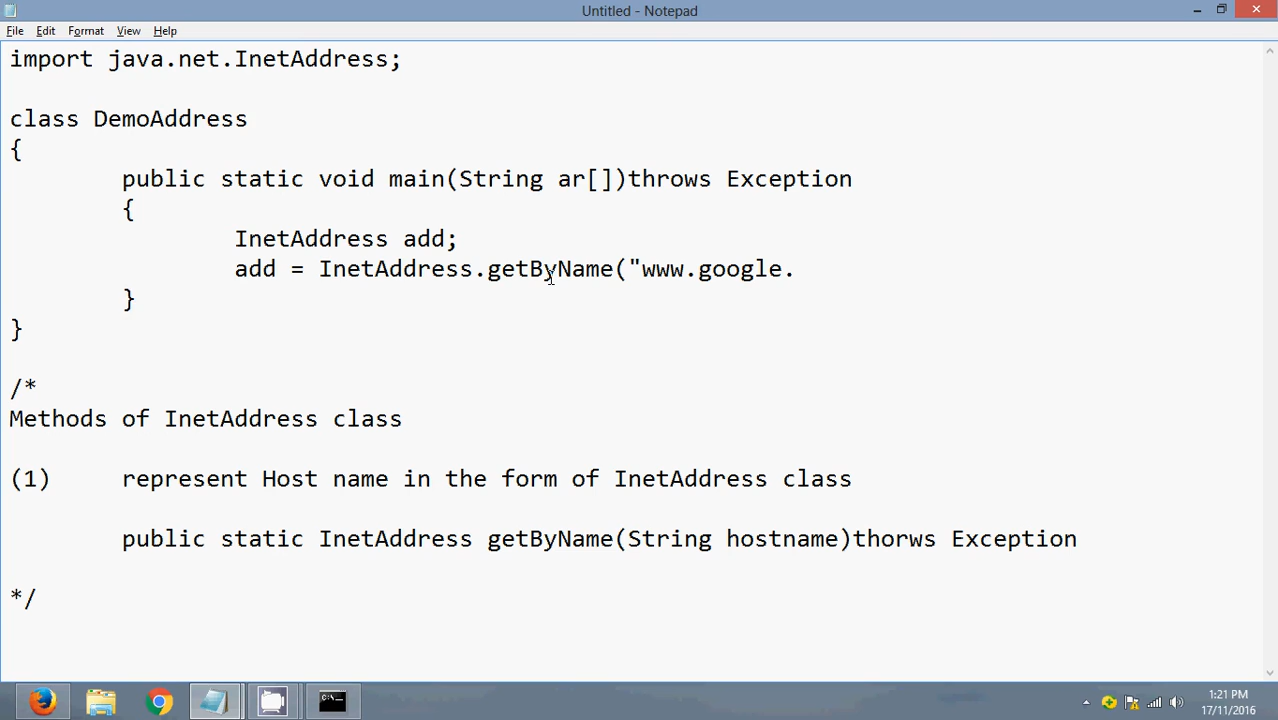 Untitled - Notepad
File Edit Format View Help
import java.net.InetAddress;
class DemoAddress
{
public static void main(String ar[])throws Exception
{
InetAddress add;
add = InetAddress.getByName("www.google.
}
}
/*
Methods of InetAddress class
(1) represent Host name in the form of InetAddress class
public static InetAddress getByName(String hostname)thorws Exception
*/
C:\
1:21 PM
17/11/2016